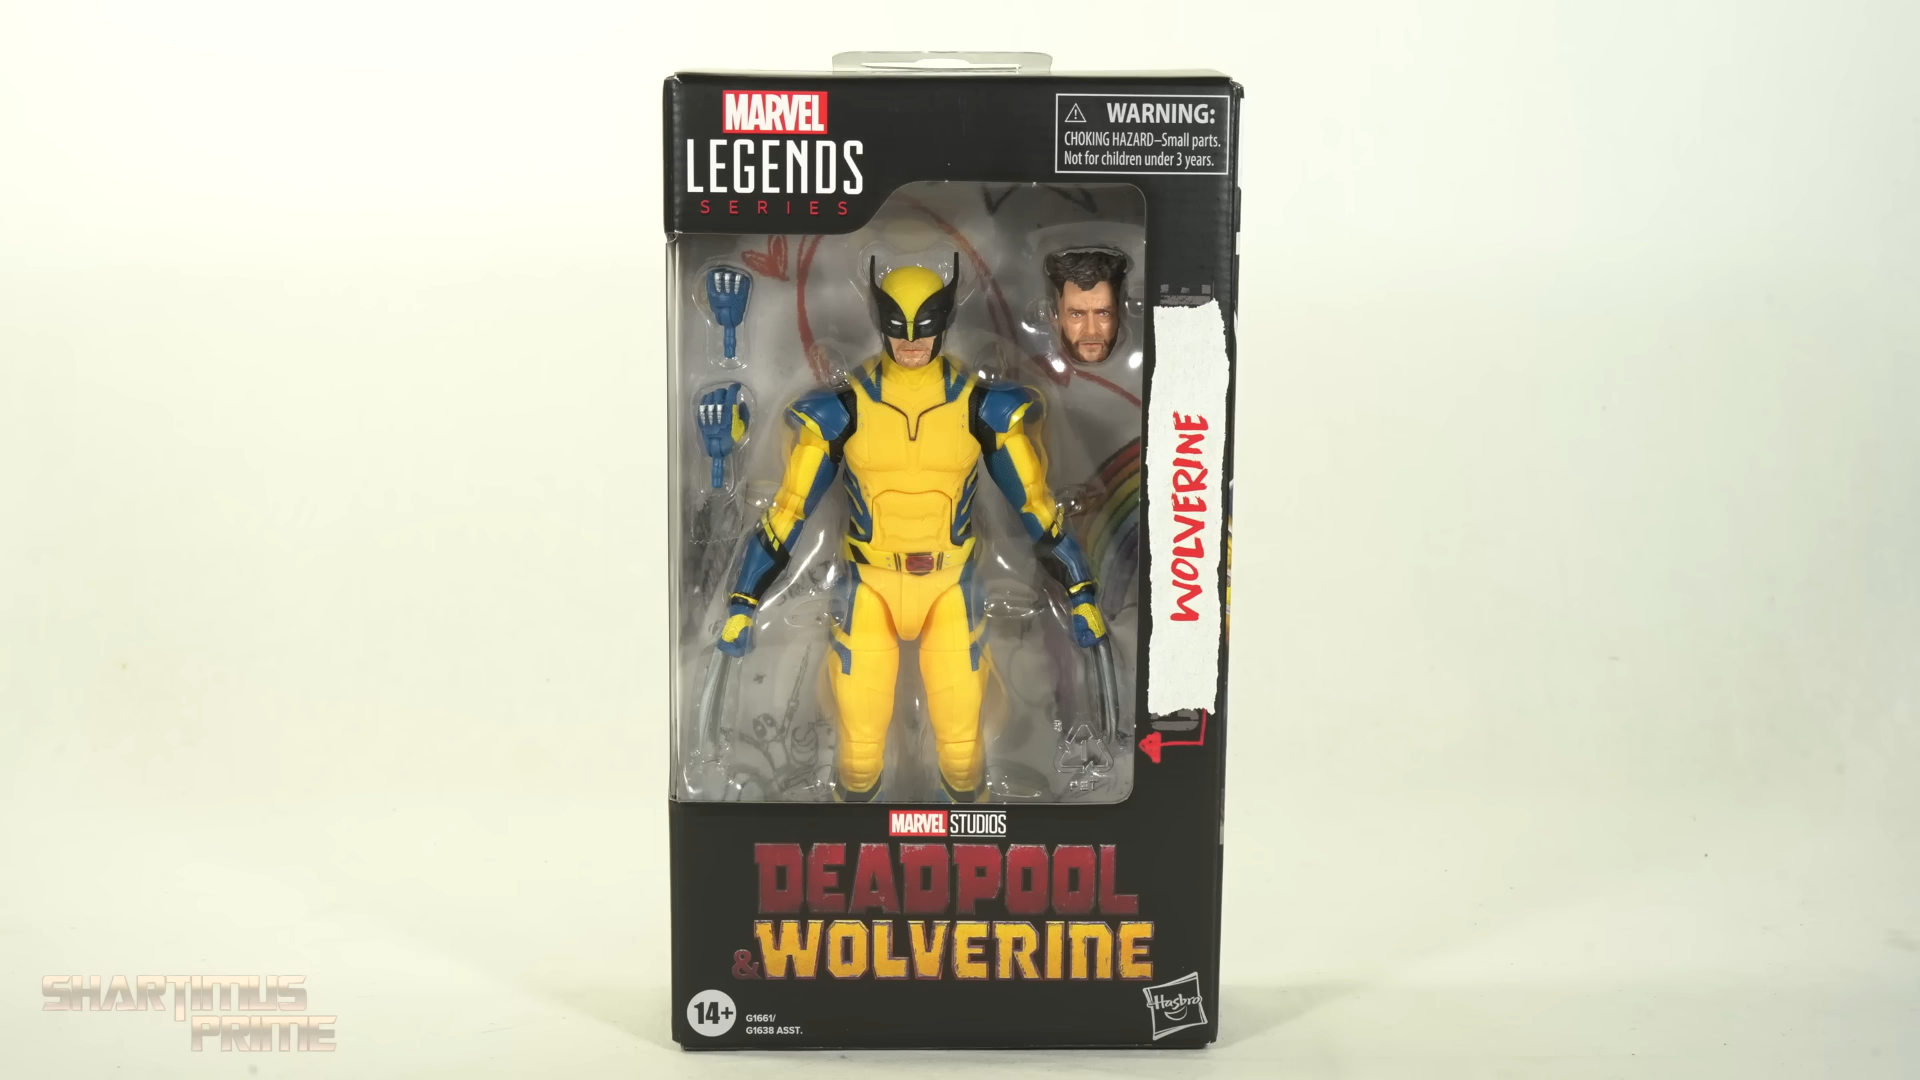 MARVEL
LEGENDS
SERIES
WARNING:
CHOKING HAZARD–Small parts.
Not for children under 3 years.
WOLVERINE
PET
MARVEL STUDIOS
DEADPOOL
& WOLVERINE
14+
G1661/
G1638 ASST.
Hasbro
SHARTIMUS
PRIME